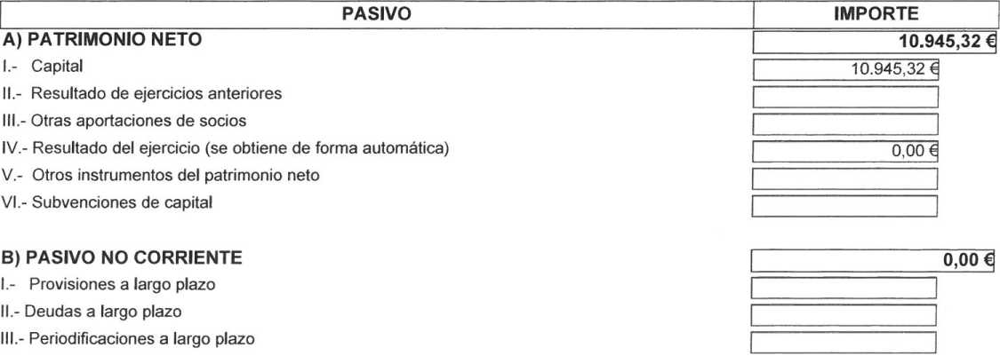 PASIVO IMPORTE
A) PATRIMONIO NETO 10.945,32 €
I.- Capital 10.945,32 €
II.- Resultado de ejercicios anteriores
III.- Otras aportaciones de socios
IV.- Resultado del ejercicio (se obtiene de forma automática) 0,00 €
V.- Otros instrumentos del patrimonio neto
VI.- Subvenciones de capital
B) PASIVO NO CORRIENTE 0,00 €
I.- Provisiones a largo plazo
II.- Deudas a largo plazo
III.- Periodificaciones a largo plazo